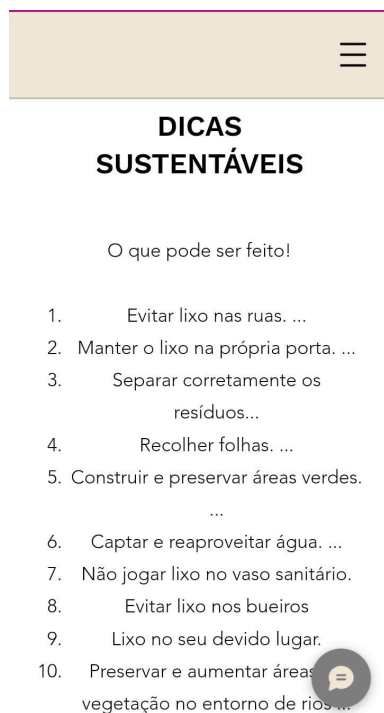 DICAS
SUSTENTÁVEIS
O que pode ser feito!
1. Evitar lixo nas ruas. ...
2. Manter o lixo na própria porta. ...
3. Separar corretamente os
resíduos...
4. Recolher folhas. ...
5. Construir e preservar áreas verdes.
...
6. Captar e reaproveitar água. ...
7. Não jogar lixo no vaso sanitário.
8. Evitar lixo nos bueiros
9. Lixo no seu devido lugar.
10. Preservar e aumentar áreas
vegetação no entorno de rios ...